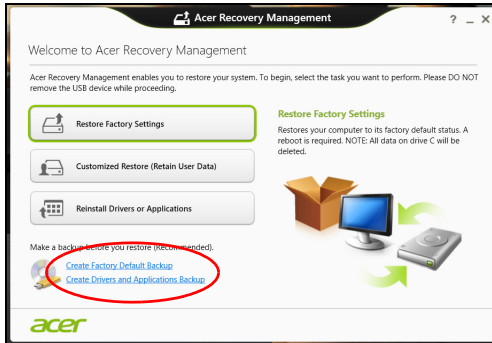 Acer Recovery Management
? _ X
Welcome to Acer Recovery Management
Acer Recovery Management enables you to restore your system. To begin, select the task you want to perform. Please DO NOT
remove the USB device while proceeding.
Restore Factory Settings
Customized Restore (Retain User Data)
Reinstall Drivers or Applications
Restore Factory Settings
Restores your computer to its factory default status. A
reboot is required. NOTE: All data on drive C will be
deleted.
Make a backup before you restore (Recommended).
Create Factory Default Backup
Create Drivers and Applications Backup
acer